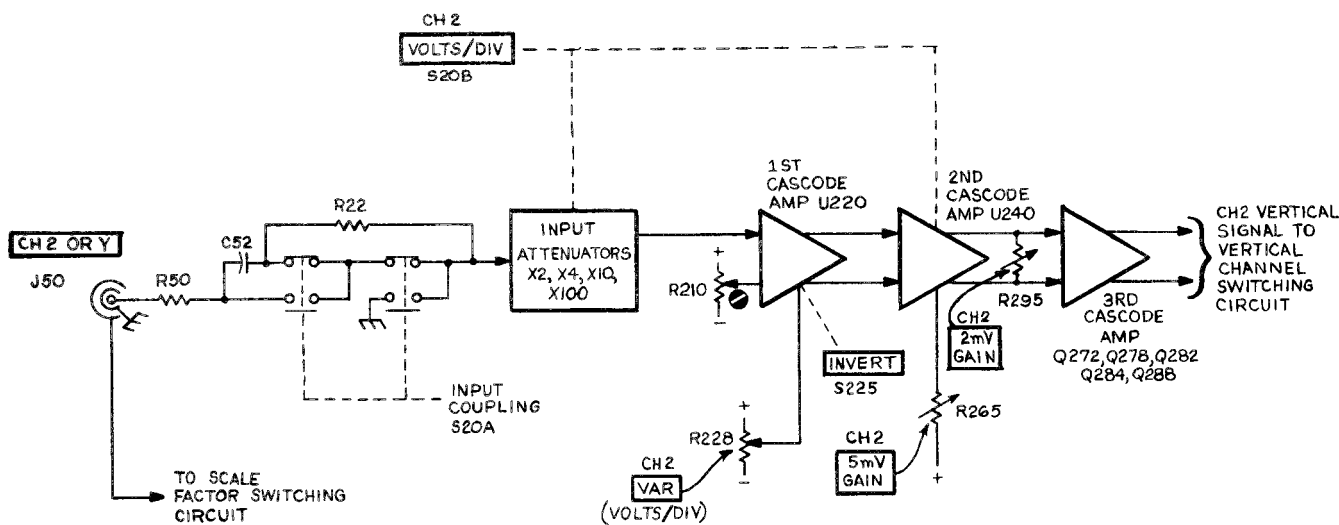 CH 2
VOLTS/DIV
S20B
1ST
CASCODE
AMP U220
2ND
CASCODE
AMP U240
CH2 VERTICAL
SIGNAL TO
VERTICAL
CHANNEL
SWITCHING
CIRCUIT
R22
CH 2 OR Y
J50
C52
R50
INPUT
ATTENUATORS
X2, X4, X10,
X100
+
R210
−
R295
3RD
CASCODE
AMP
Q272, Q278, Q282
Q284, Q288
CH2
2mV
GAIN
INVERT
S225
INPUT
COUPLING
S20A
+
R228
−
CH2
VAR
(VOLTS/DIV)
R265
CH2
5mV
GAIN
+
TO SCALE
FACTOR SWITCHING
CIRCUIT